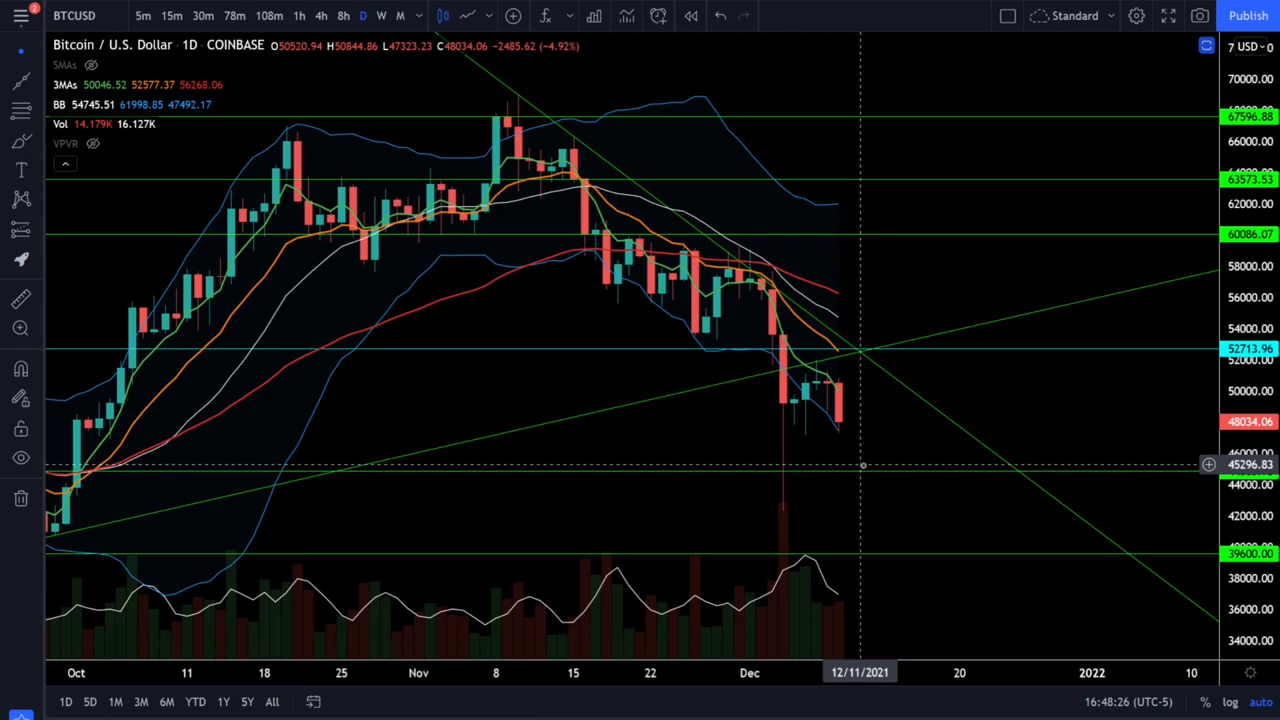 2
BTCUSD 5m 15m 30m 78m 108m 1h 4h 8h D W M Standard Publish
Bitcoin / U.S. Dollar · 1D · COINBASE O50520.94 H50844.86 L47323.23 C48034.06 −2485.62 (−4.92%)
USD
SMAs
3MAs 50046.52 52577.37 56268.06
BB 54745.51 61998.85 47492.17
Vol 14.179K 16.127K
VPVR
70000.00
67596.88
66000.00
63573.53
62000.00
60086.07
58000.00
56000.00
54000.00
52713.96
52000.00
50000.00
48034.06
45296.83
44000.00
42000.00
39600.00
38000.00
36000.00
34000.00
Oct 11 18 25 Nov 8 15 22 Dec 12/11/2021 20 2022 10
1D 5D 1M 3M 6M YTD 1Y 5Y All 16:48:26 (UTC-5) % log auto